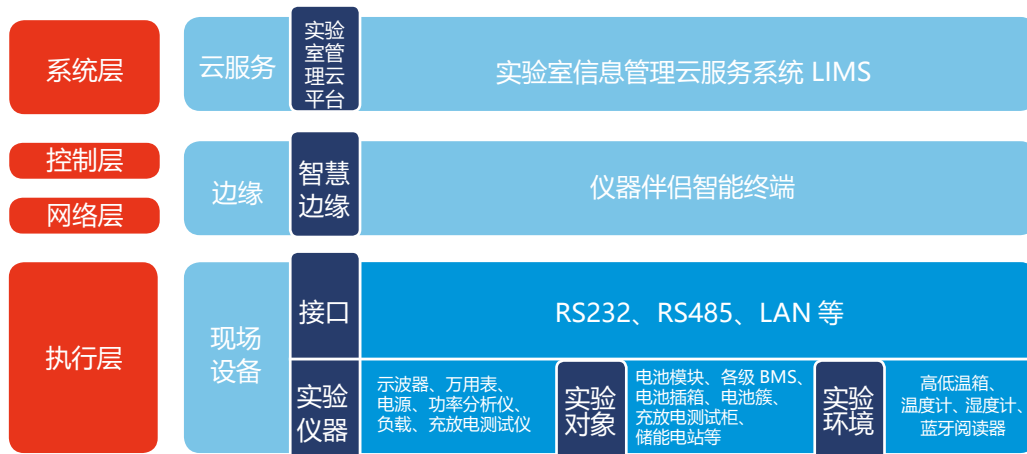 系统层
云服务
实验
室管
理云
平台
实验室信息管理云服务系统 LIMS
控制层
网络层
边缘
智慧
边缘
仪器伴侣智能终端
执行层
现场
设备
接口
RS232、RS485、LAN 等
实验
仪器
示波器、万用表、
电源、功率分析仪、
负载、充放电测试仪
实验
对象
电池模块、各级 BMS、
电池插箱、电池簇、
充放电测试柜、
储能电站等
实验
环境
高低温箱、
温度计、湿度计、
蓝牙阅读器